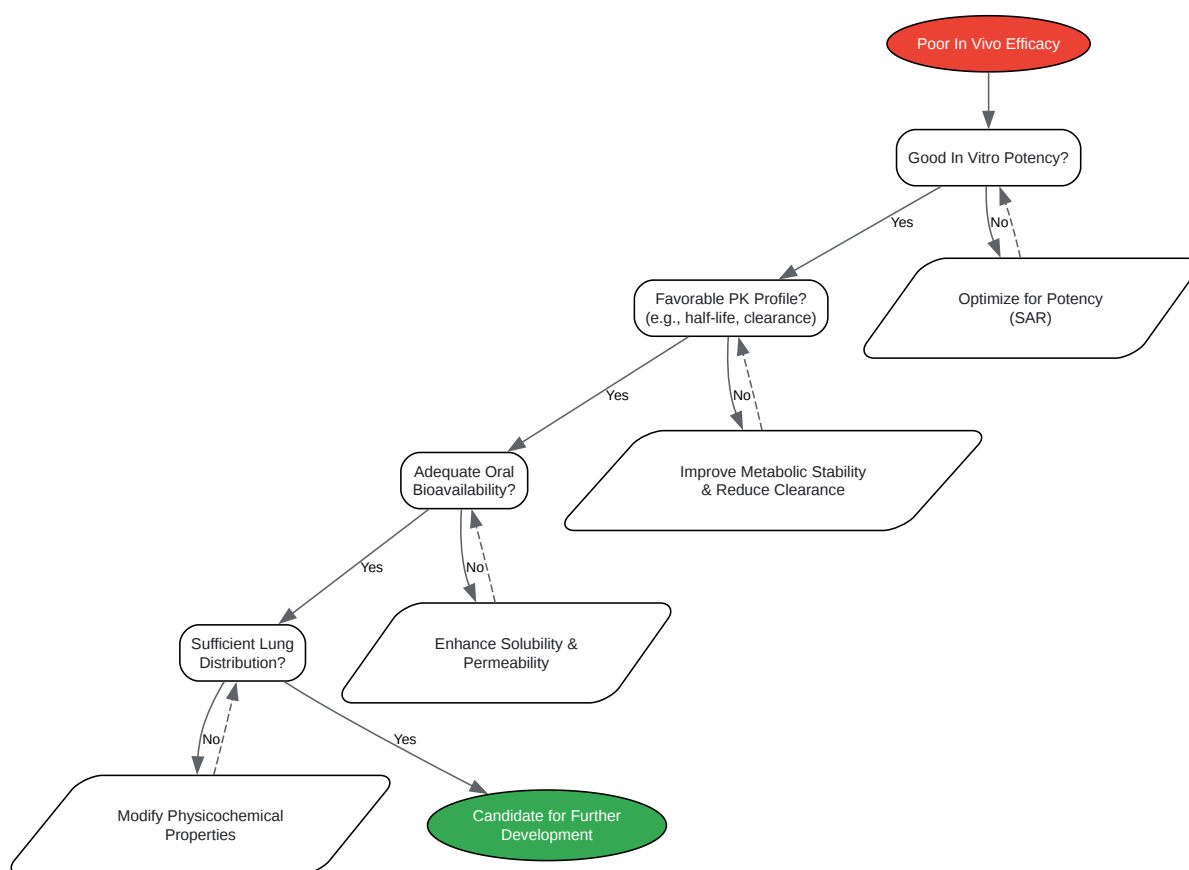 Poor In Vivo Efficacy
Good In Vitro Potency?
Yes
No
Optimize for Potency
(SAR)
Favorable PK Profile?
(e.g., half-life, clearance)
Yes
No
Improve Metabolic Stability
& Reduce Clearance
Adequate Oral
Bioavailability?
Yes
No
Enhance Solubility &
Permeability
Sufficient Lung
Distribution?
No
Yes
Modify Physicochemical
Properties
Candidate for Further
Development